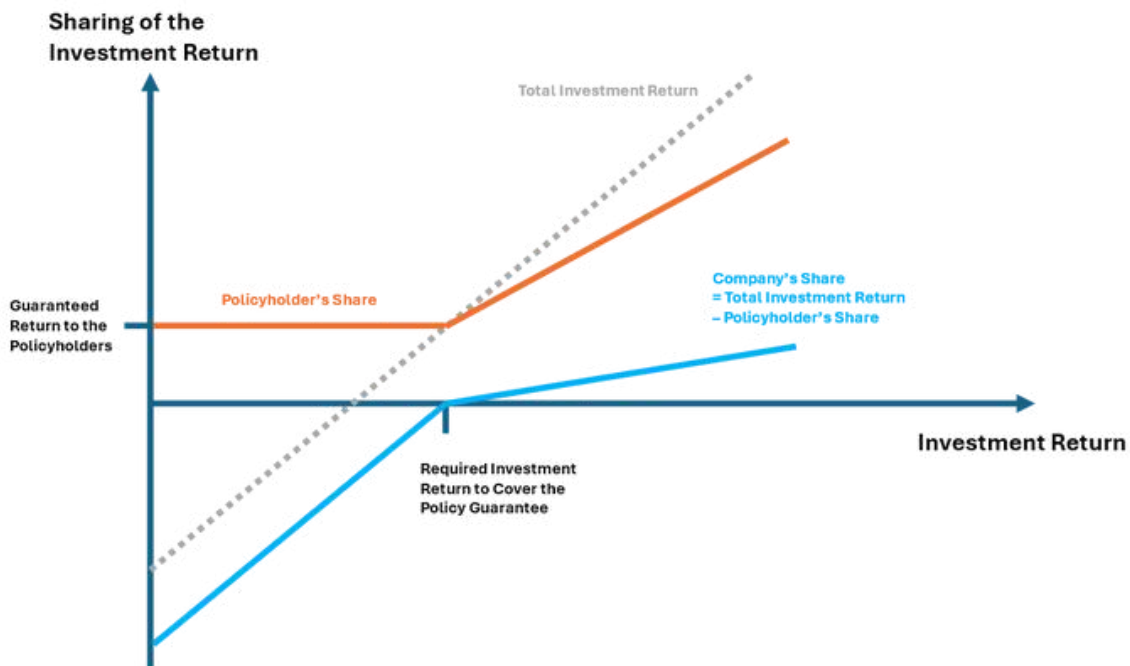 Sharing of the
Investment Return
Total Investment Return
Company's Share
= Total Investment Return
– Policyholder's Share
Policyholder's Share
Guaranteed
Return to the
Policyholders
Investment Return
Required Investment
Return to Cover the
Policy Guarantee